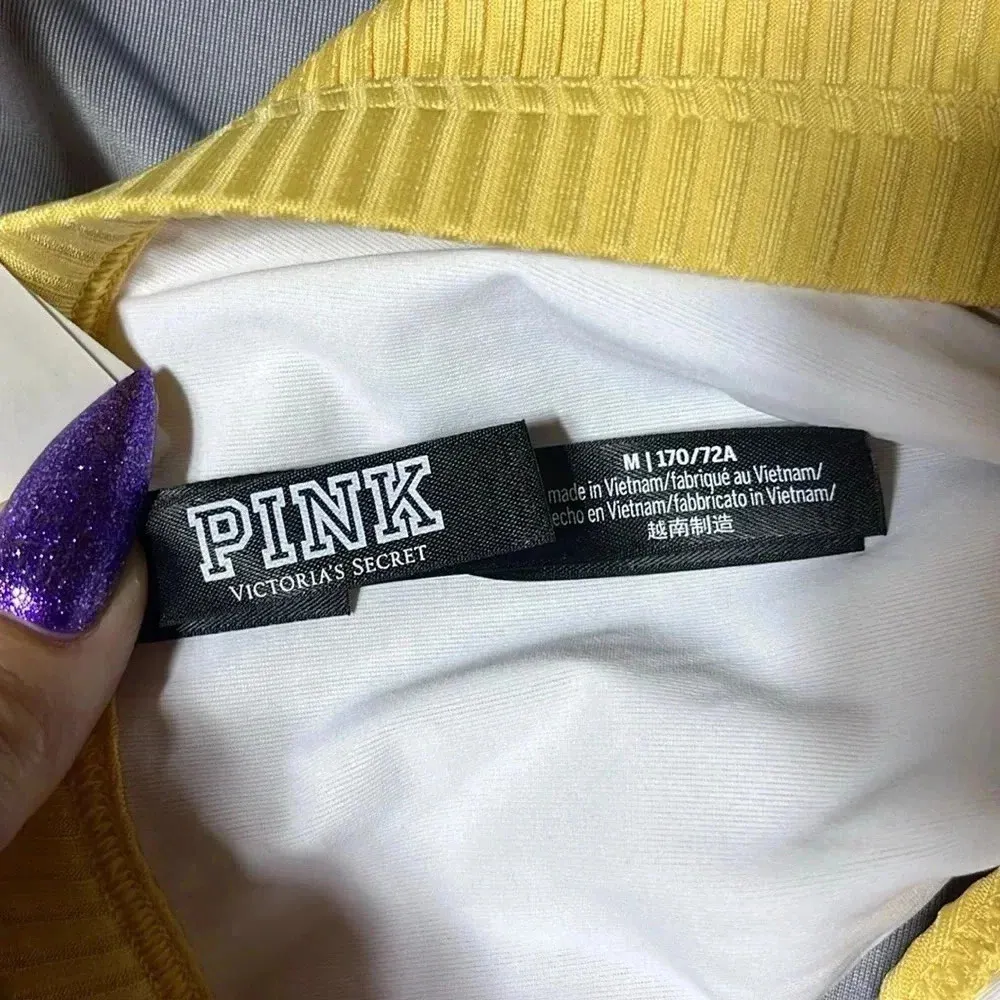 PINK
VICTORIA'S SECRET
M | 170/72A
made in Vietnam/fabriqué au Vietnam/
echo en Vietnam/fabbricato in Vietnam/
越南制造